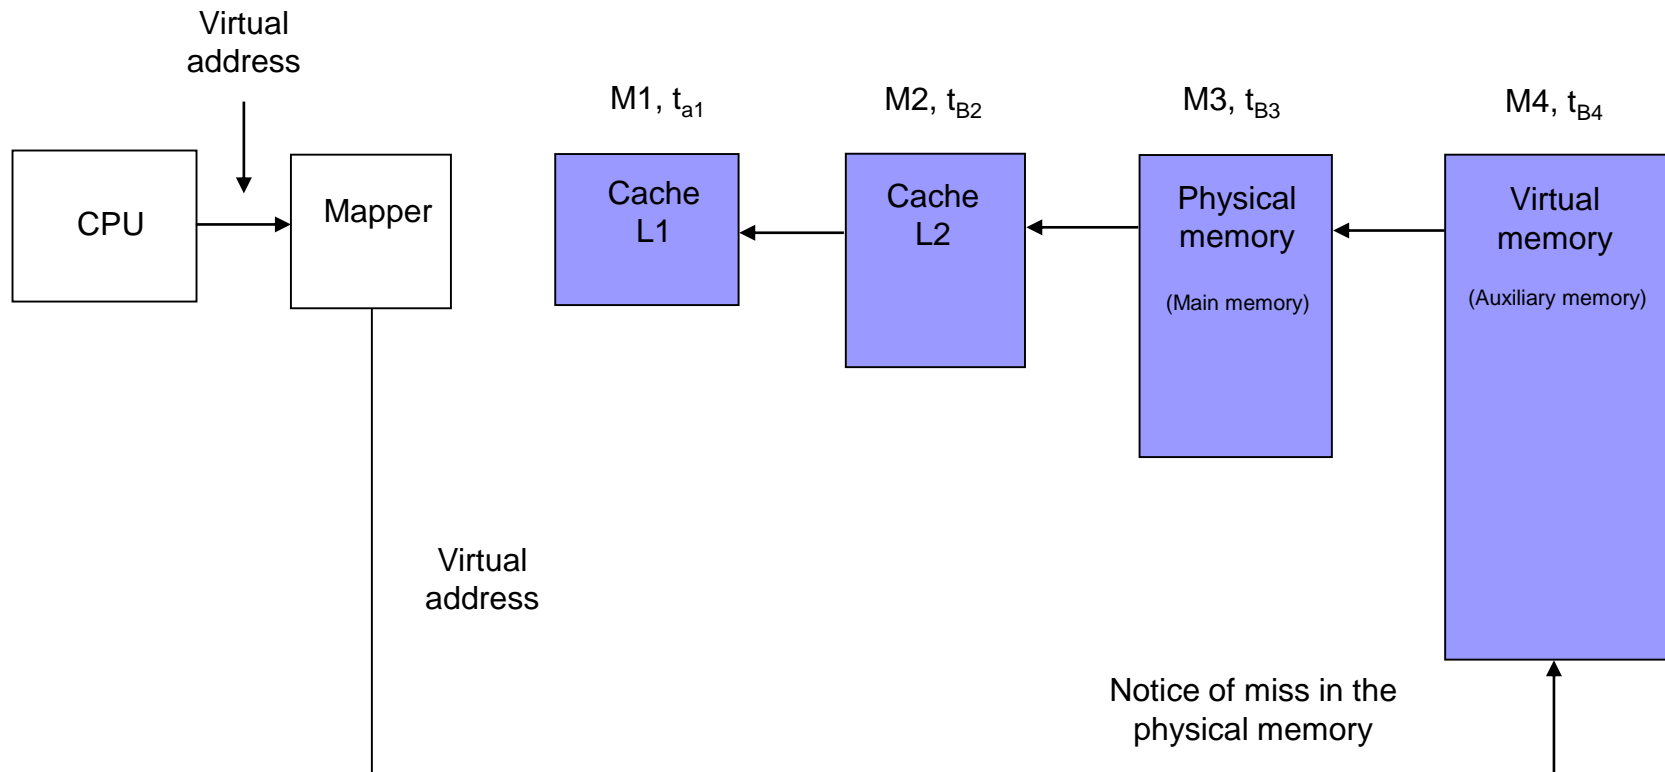 Virtual
address
M1, ta1
M2, tB2
M3, tB3
M4, tB4
CPU
Mapper
Cache
L1
Cache
L2
Physical
memory
(Main memory)
Virtual
memory
(Auxiliary memory)
Virtual
address
Notice of miss in the
physical memory